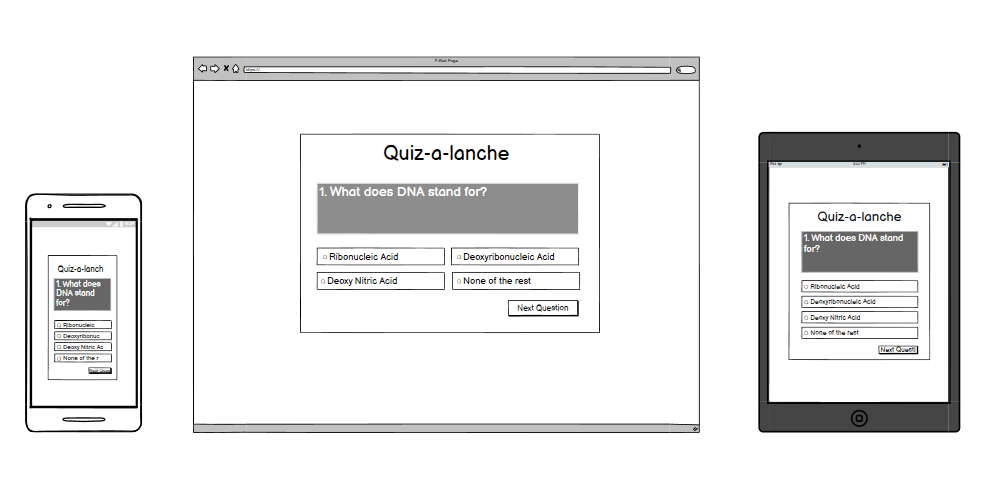 Quiz-a-lanch
1. What does
DNA stand
for?
Ribonucleic
Deoxyribonuc
Deoxy Nitric Ac
None of the r
A Web Page
https://
Quiz-a-lanche
1. What does DNA stand for?
Ribonucleic Acid
Deoxyribonucleic Acid
Deoxy Nitric Acid
None of the rest
Next Question
iPad
Quiz-a-lanche
1. What does DNA stand
for?
Ribonucleic Acid
Deoxyribonucleic Acid
Deoxy Nitric Acid
None of the rest
Next Questi